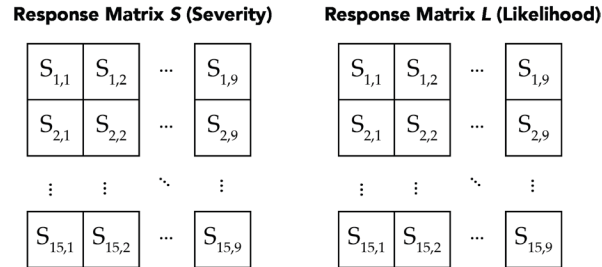 Response Matrix S (Severity) Response Matrix L (Likelihood)
S1,1 S1,2 ... S1,9 S1,1 S1,2 ... S1,9
S2,1 S2,2 ... S2,9 S2,1 S2,2 ... S2,9
⋮ ⋮ ⋱ ⋮ ⋮ ⋮ ⋱ ⋮
S15,1 S15,2 ... S15,9 S15,1 S15,2 ... S15,9